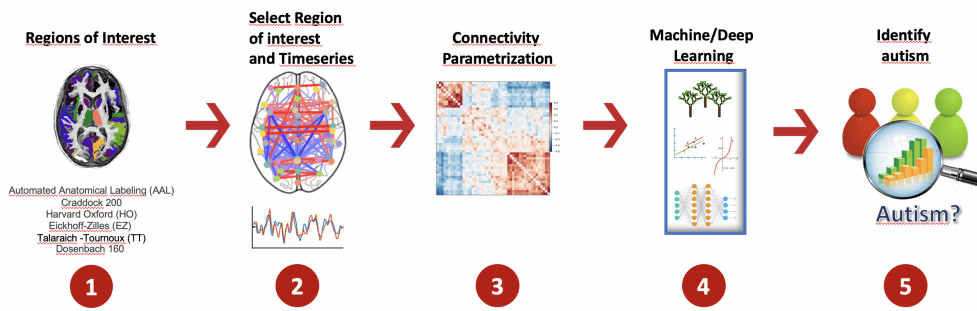 Regions of Interest
Automated Anatomical Labeling (AAL)
Craddock 200
Harvard Oxford (HO)
Eickhoff-Zilles (EZ)
Talaraich -Tournoux (TT)
Dosenbach 160
1
Select Region
of interest
and Timeseries
2
Connectivity
Parametrization
3
Machine/Deep
Learning
4
Identify
autism
Autism?
5